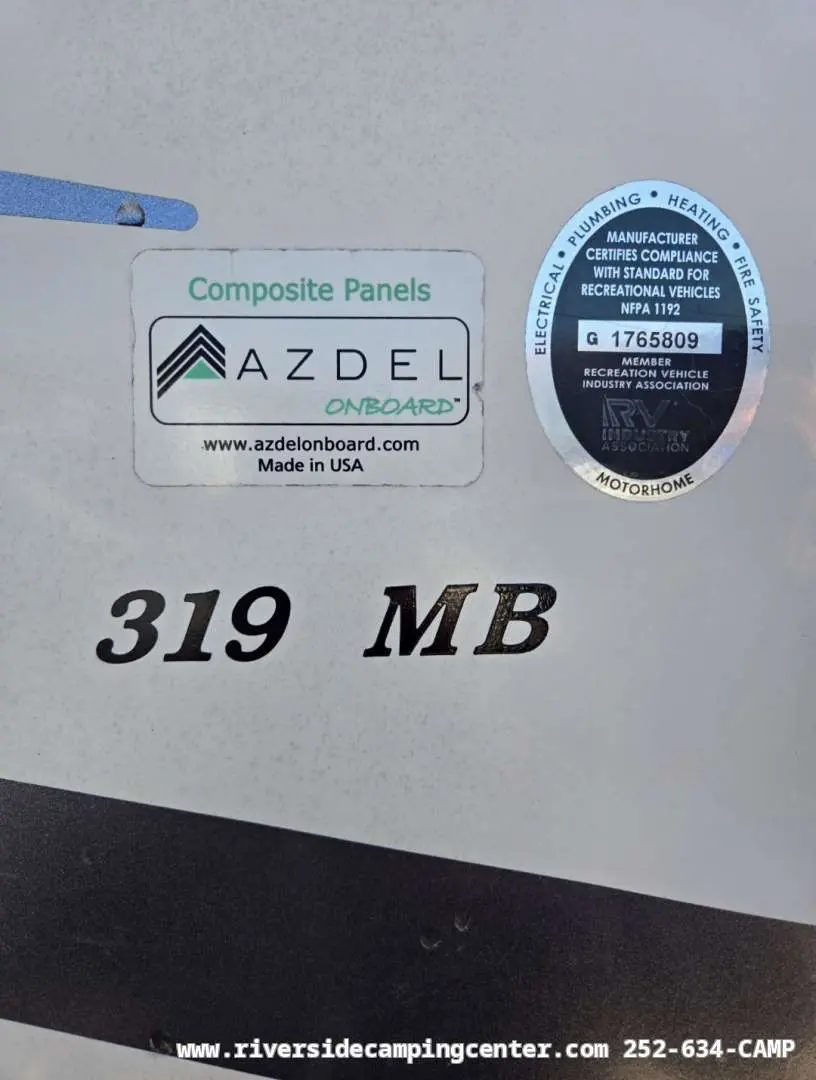 Composite Panels
AZDEL
ONBOARD™
www.azdelonboard.com
Made in USA
ELECTRICAL • PLUMBING • HEATING • FIRE SAFETY
MANUFACTURER
CERTIFIES COMPLIANCE
WITH STANDARD FOR
RECREATIONAL VEHICLES
NFPA 1192
G 1765809
MEMBER
RECREATION VEHICLE
INDUSTRY ASSOCIATION
RV
INDUSTRY
ASSOCIATION
MOTORHOME
319 MB
www.riversidecampingcenter.com 252-634-CAMP